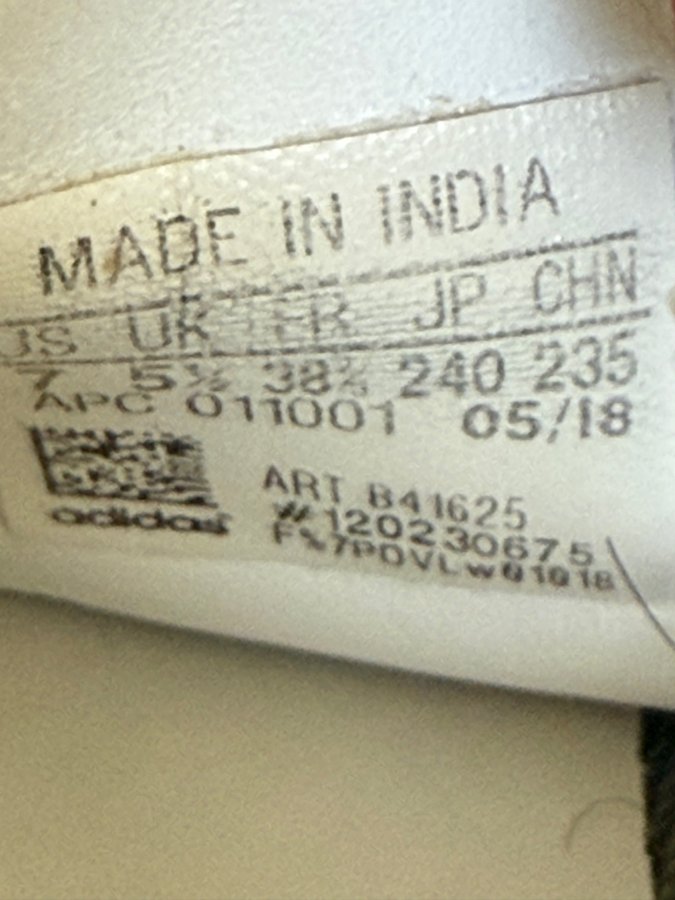 MADE IN INDIA
US UK FR JP CHN
7 5½ 38⅔ 240 235
APC 011001 05/18
ART B41625
adidas
#120230675
F%7PDVLW01018